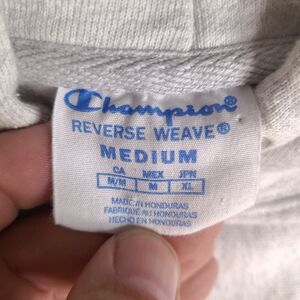 Champion®
REVERSE WEAVE®
MEDIUM
CA MEX JPN
M/M M XL
MADE IN HONDURAS
FABRIQUÉ AU HONDURAS
HECHO EN HONDURAS